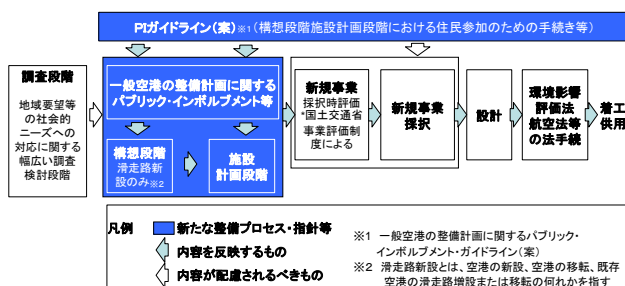 PIガイドライン(案)※1(構想段階施設計画段階における住民参加のための手続き等)
調査段階
地域要望等
の社会的
ニーズへの
対応に関する
幅広い調査
検討段階
一般空港の整備計画に関する
パブリック・インボルブメント等
構想段階
滑走路新
設のみ※2
施設
計画段階
新規事業
採択時評価
*国土交通省
事業評価制
度による
新規事業
採択
設計
環境影響
評価法
航空法等
の法手続
着工
供用
凡例
新たな整備プロセス・指針等
内容を反映するもの
内容が配慮されるべきもの
※1 一般空港の整備計画に関するパブリック・
インボルブメント・ガイドライン(案)
※2 滑走路新設とは、空港の新設、空港の移転、既存
空港の滑走路増設または移転の何れかを指す